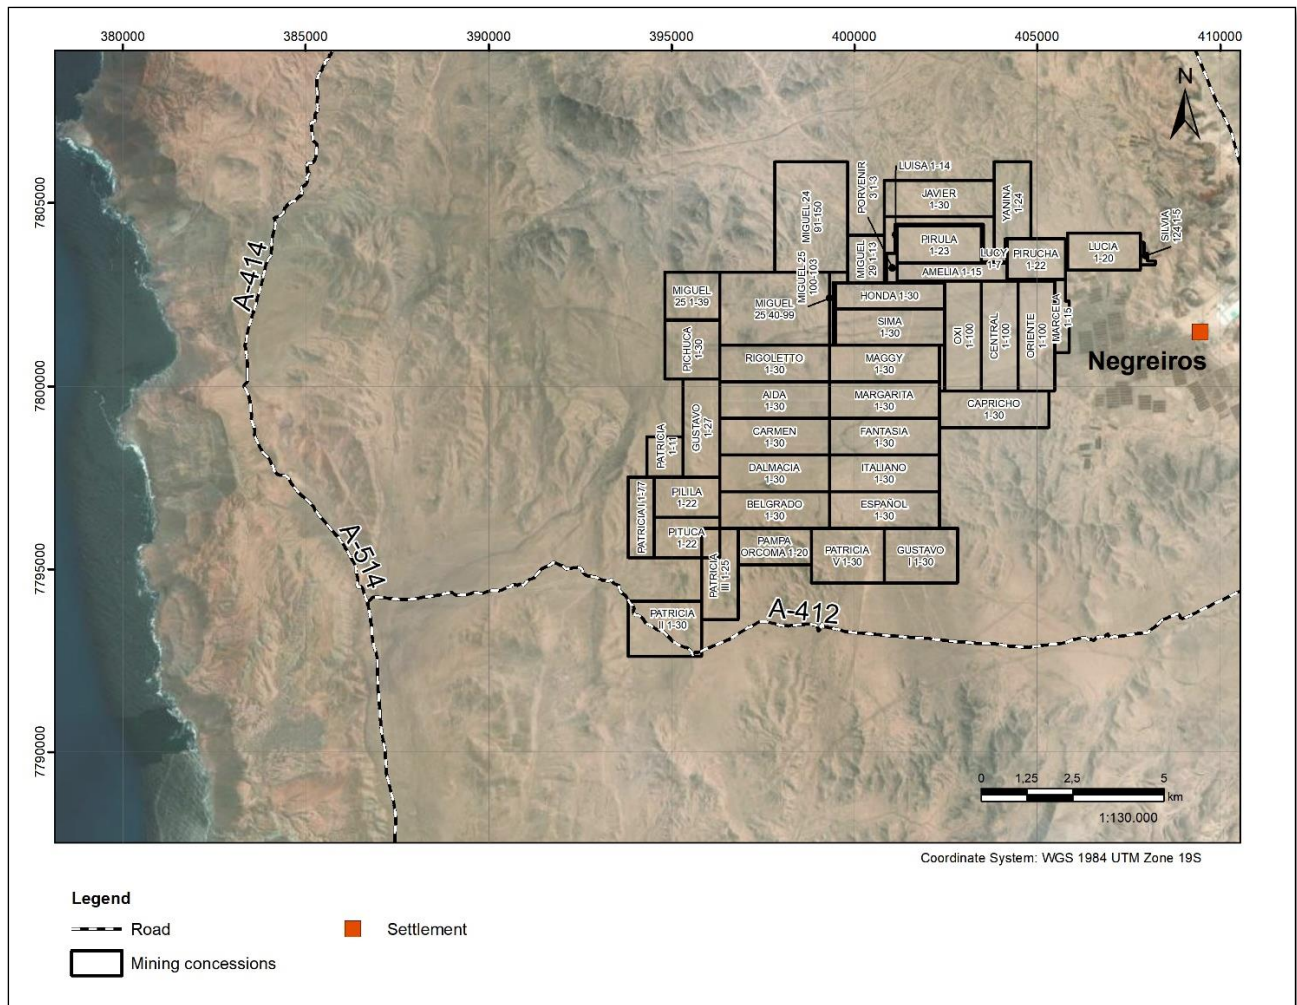 380000
385000
390000
395000
400000
405000
410000
7805000
7800000
7795000
7790000
N
A-414
A-514
A-412
Negreiros
LUISA 1-14
PORVENIR
3 1-3
JAVIER
1-30
YANINA
1-24
MIGUEL 24
91-150
PIRULA
1-23
LUCY
1-7
PIRUCHA
1-22
LUCIA
1-20
SILVIA
124 1-5
MIGUEL
29 1-13
AMELIA 1-15
MIGUEL 25
100-103
MIGUEL
25 1-39
MIGUEL
25 40-99
HONDA 1-30
SIMA
1-30
OXI
1-100
CENTRAL
1-100
ORIENTE
1-100
MARCELA
1-15
PICHUCA
1-30
RIGOLETTO
1-30
MAGGY
1-30
AIDA
1-30
MARGARITA
1-30
CAPRICHO
1-30
GUSTAVO
1-27
CARMEN
1-30
FANTASIA
1-30
PATRICIA
1-11
DALMACIA
1-30
ITALIANO
1-30
PATRICIA I 1-77
PILILA
1-22
BELGRADO
1-30
ESPAÑOL
1-30
PITUCA
1-22
PATRICIA
III 1-25
PAMPA
ORCOMA 1-20
PATRICIA
V 1-30
GUSTAVO
I 1-30
PATRICIA
II 1-30
0 1,25 2,5 5
km
1:130.000
Coordinate System: WGS 1984 UTM Zone 19S
Legend
Road
Settlement
Mining concessions